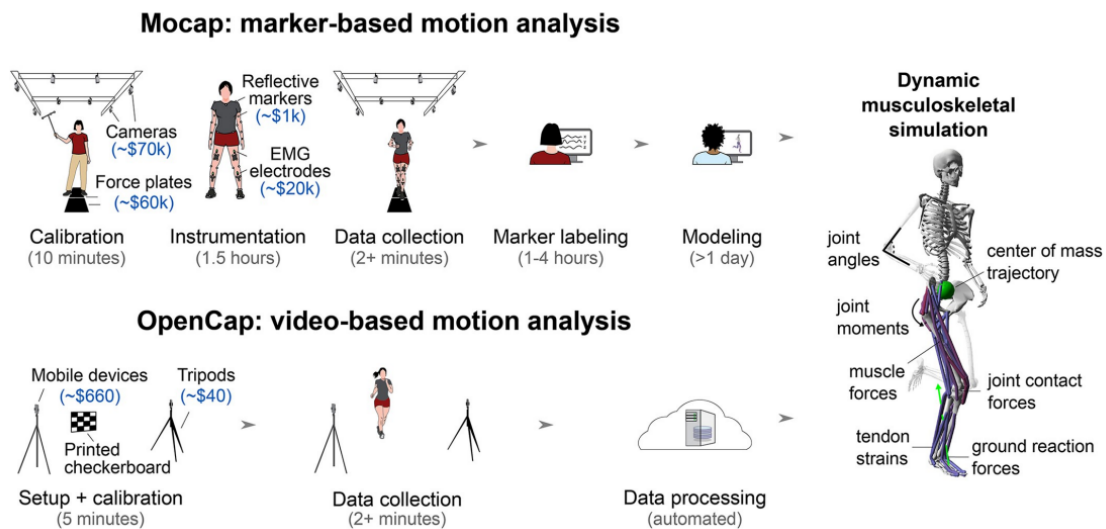 Mocap: marker-based motion analysis
Cameras
(~$70k)
Force plates
(~$60k)
Calibration
(10 minutes)
Reflective
markers
(~$1k)
EMG
electrodes
(~$20k)
Instrumentation
(1.5 hours)
Data collection
(2+ minutes)
Marker labeling
(1-4 hours)
Modeling
(>1 day)
OpenCap: video-based motion analysis
Mobile devices
(~$660)
Tripods
(~$40)
Printed
checkerboard
Setup + calibration
(5 minutes)
Data collection
(2+ minutes)
Data processing
(automated)
Dynamic
musculoskeletal
simulation
joint
angles
center of mass
trajectory
joint
moments
muscle
forces
joint contact
forces
tendon
strains
ground reaction
forces